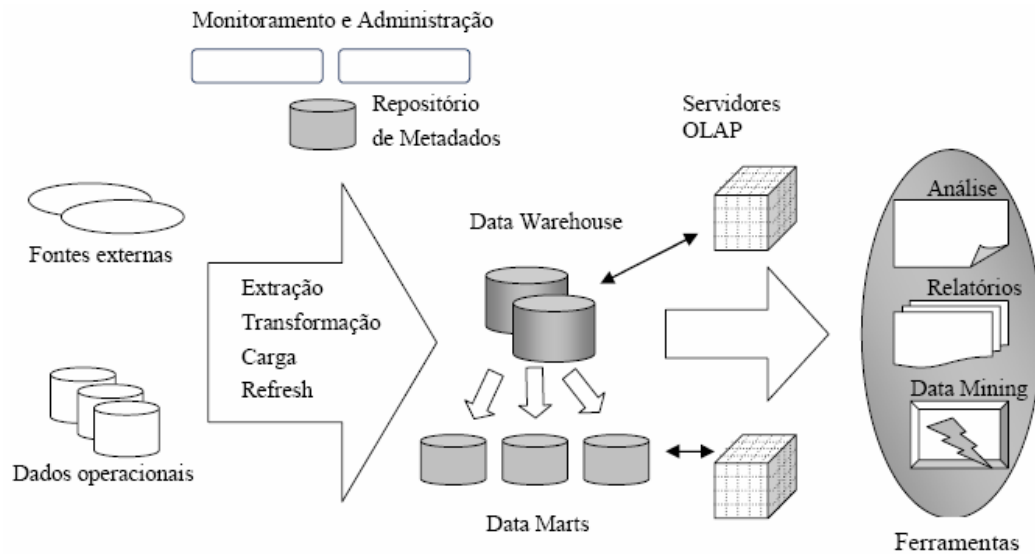 Monitoramento e Administração
Repositório
de Metadados
Servidores
OLAP
Fontes externas
Extração
Transformação
Carga
Refresh
Dados operacionais
Data Warehouse
Data Marts
Análise
Relatórios
Data Mining
Ferramentas